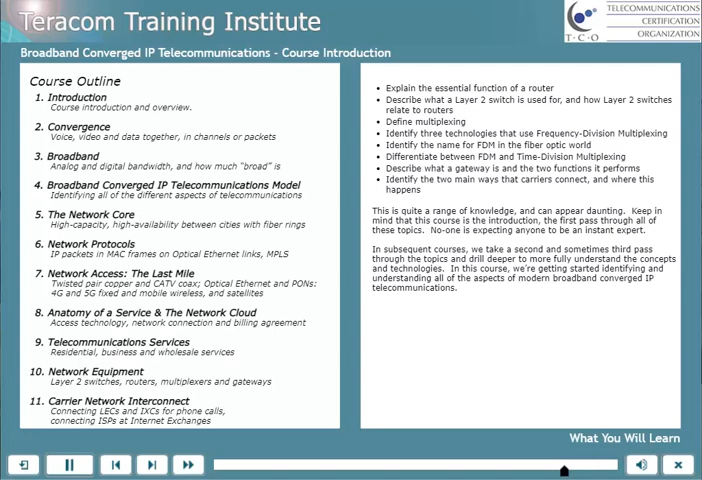 Teracom Training Institute
TELECOMMUNICATIONS
CERTIFICATION
ORGANIZATION
T·C·O
Broadband Converged IP Telecommunications - Course Introduction
Course Outline
1. Introduction
Course introduction and overview.
2. Convergence
Voice, video and data together, in channels or packets
3. Broadband
Analog and digital bandwidth, and how much "broad" is
4. Broadband Converged IP Telecommunications Model
Identifying all of the different aspects of telecommunications
5. The Network Core
High-capacity, high-availability between cities with fiber rings
6. Network Protocols
IP packets in MAC frames on Optical Ethernet links, MPLS
7. Network Access: The Last Mile
Twisted pair copper and CATV coax; Optical Ethernet and PONs:
4G and 5G fixed and mobile wireless, and satellites
8. Anatomy of a Service & The Network Cloud
Access technology, network connection and billing agreement
9. Telecommunications Services
Residential, business and wholesale services
10. Network Equipment
Layer 2 switches, routers, multiplexers and gateways
11. Carrier Network Interconnect
Connecting LECs and IXCs for phone calls,
connecting ISPs at Internet Exchanges
• Explain the essential function of a router
• Describe what a Layer 2 switch is used for, and how Layer 2 switches
relate to routers
• Define multiplexing
• Identify three technologies that use Frequency-Division Multiplexing
• Identify the name for FDM in the fiber optic world
• Differentiate between FDM and Time-Division Multiplexing
• Describe what a gateway is and the two functions it performs
• Identify the two main ways that carriers connect, and where this
happens
This is quite a range of knowledge, and can appear daunting. Keep in
mind that this course is the introduction, the first pass through all of
these topics. No-one is expecting anyone to be an instant expert.
In subsequent courses, we take a second and sometimes third pass
through the topics and drill deeper to more fully understand the concepts
and technologies. In this course, we're getting started identifying and
understanding all of the aspects of modern broadband converged IP
telecommunications.
What You Will Learn